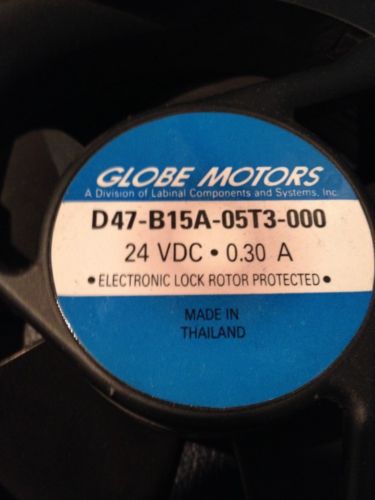 GLOBE MOTORS
A Division of Labinal Components and Systems, Inc.
D47-B15A-05T3-000
24 VDC • 0.30 A
• ELECTRONIC LOCK ROTOR PROTECTED •
MADE IN
THAILAND